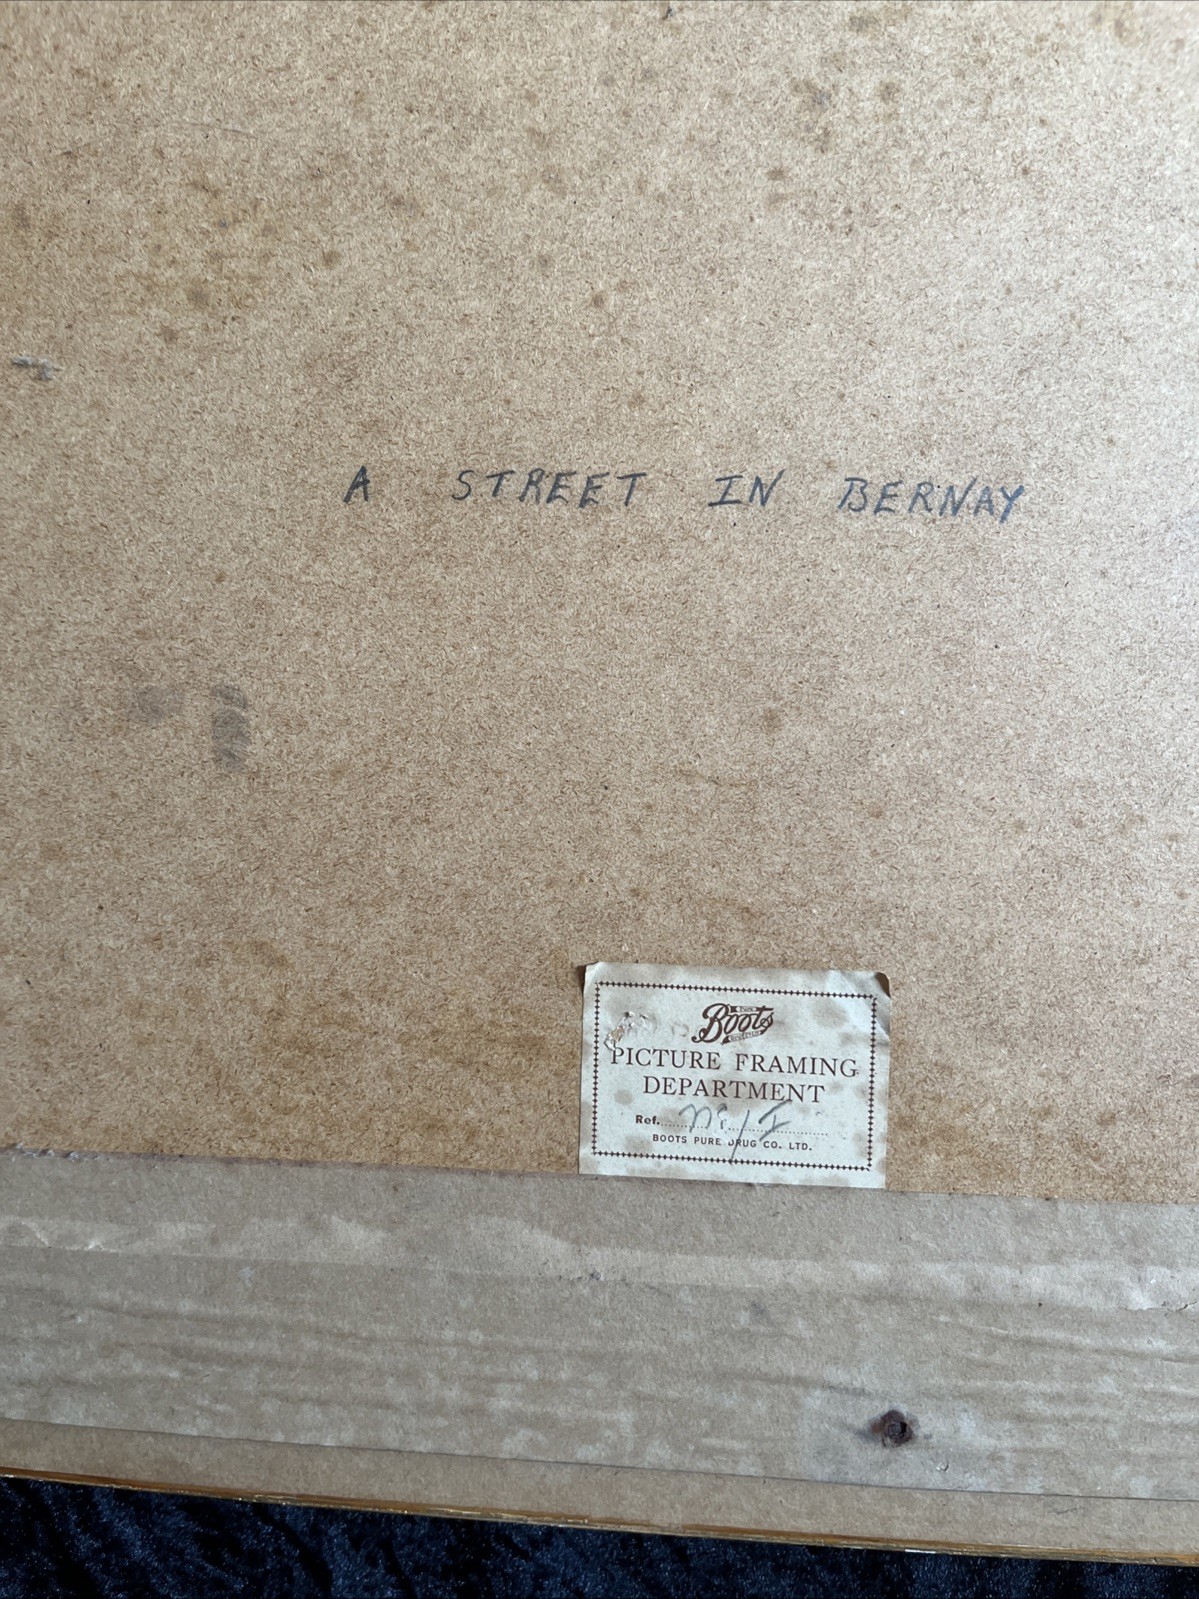 A STREET IN BERNAY
Boots
PICTURE FRAMING
DEPARTMENT
Ref.
BOOTS PURE DRUG CO. LTD.